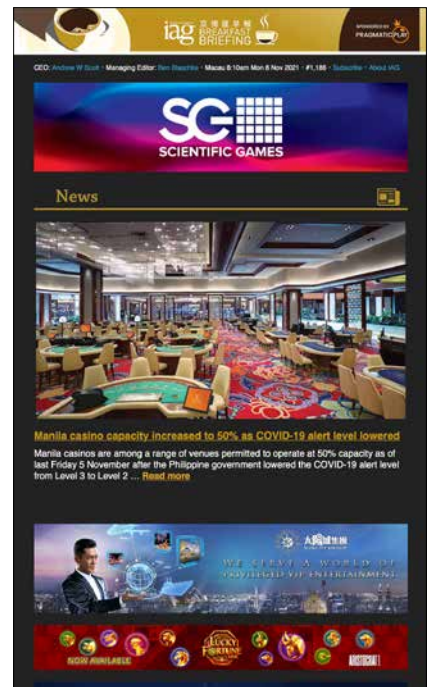 iag 亞博匯早報
BREAKFAST
BRIEFING
SPONSORED BY
PRAGMATIC PLAY
CEO: Andrew W Scott • Managing Editor: Ben Blaschke • Macau 8:10am Mon 8 Nov 2021 • #1,186 • Subscribe • About IAG
SG
SCIENTIFIC GAMES
News
Manila casino capacity increased to 50% as COVID-19 alert level lowered
Manila casinos are among a range of venues permitted to operate at 50% capacity as of
last Friday 5 November after the Philippine government lowered the COVID-19 alert level
from Level 3 to Level 2 ... Read more
WE SERVE A WORLD OF
PRIVILEGED VIP ENTERTAINMENT
NOW AVAILABLE
LUCKY
FORTUNE
ARISTOCRAT